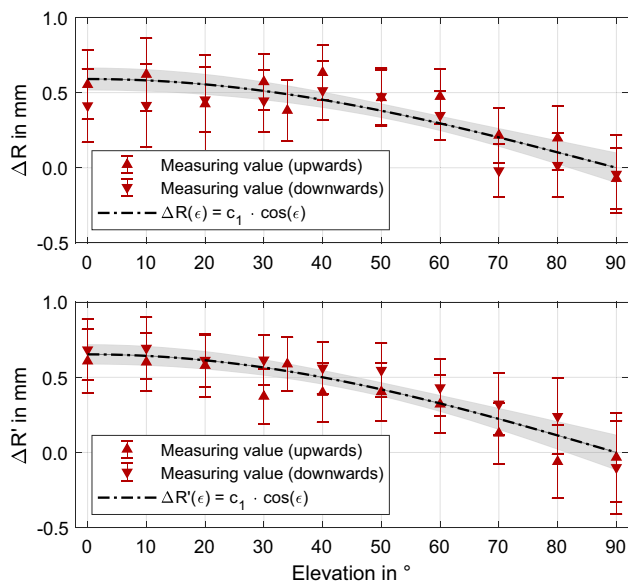 1.0
0.5
0.0
-0.5
ΔR in mm
Measuring value (upwards)
Measuring value (downwards)
ΔR(ϵ) = c₁ · cos(ϵ)
0 10 20 30 40 50 60 70 80 90
1.0
0.5
0.0
-0.5
ΔR' in mm
Measuring value (upwards)
Measuring value (downwards)
ΔR'(ϵ) = c₁ · cos(ϵ)
0 10 20 30 40 50 60 70 80 90
Elevation in °